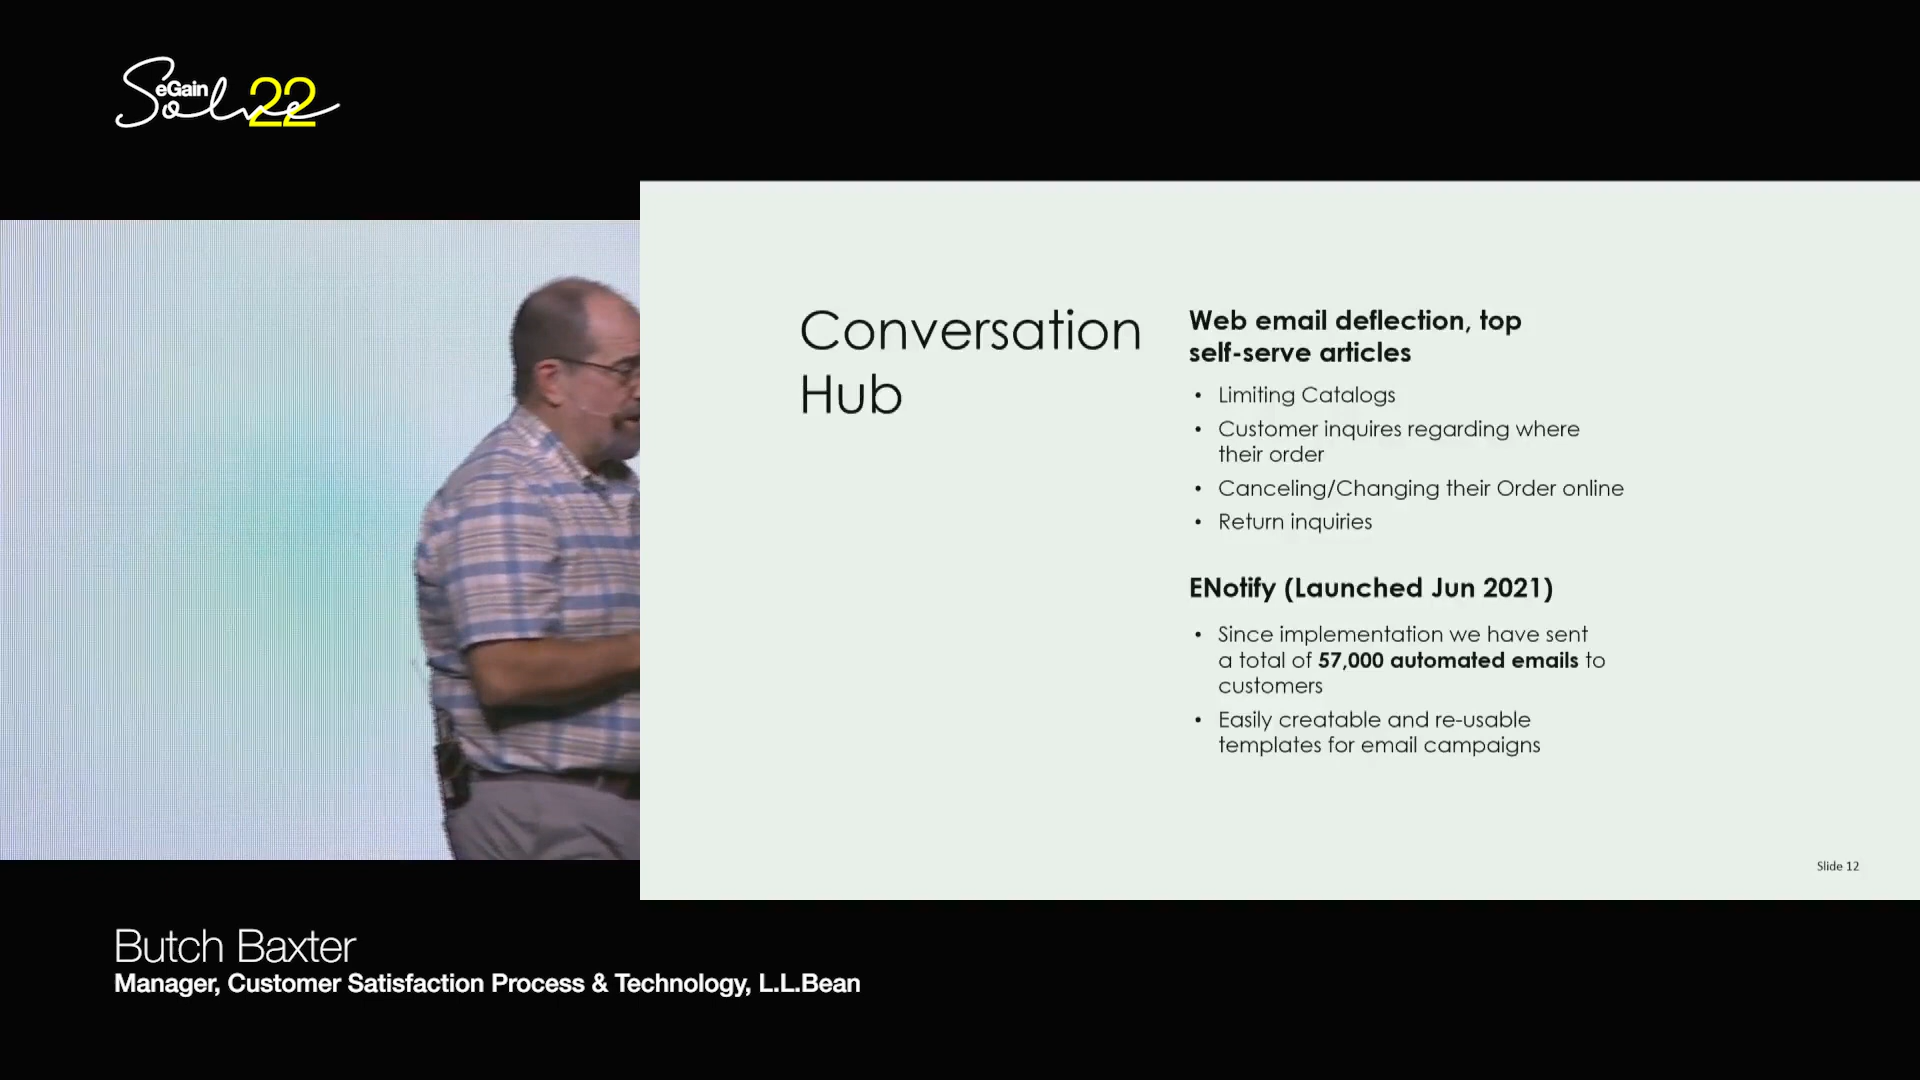 eGain
Solve 22
Conversation
Hub
Web email deflection, top
self-serve articles
• Limiting Catalogs
• Customer inquires regarding where
their order
• Canceling/Changing their Order online
• Return inquiries
ENotify (Launched Jun 2021)
• Since implementation we have sent
a total of 57,000 automated emails to
customers
• Easily creatable and re-usable
templates for email campaigns
Slide 12
Butch Baxter
Manager, Customer Satisfaction Process & Technology, L.L.Bean